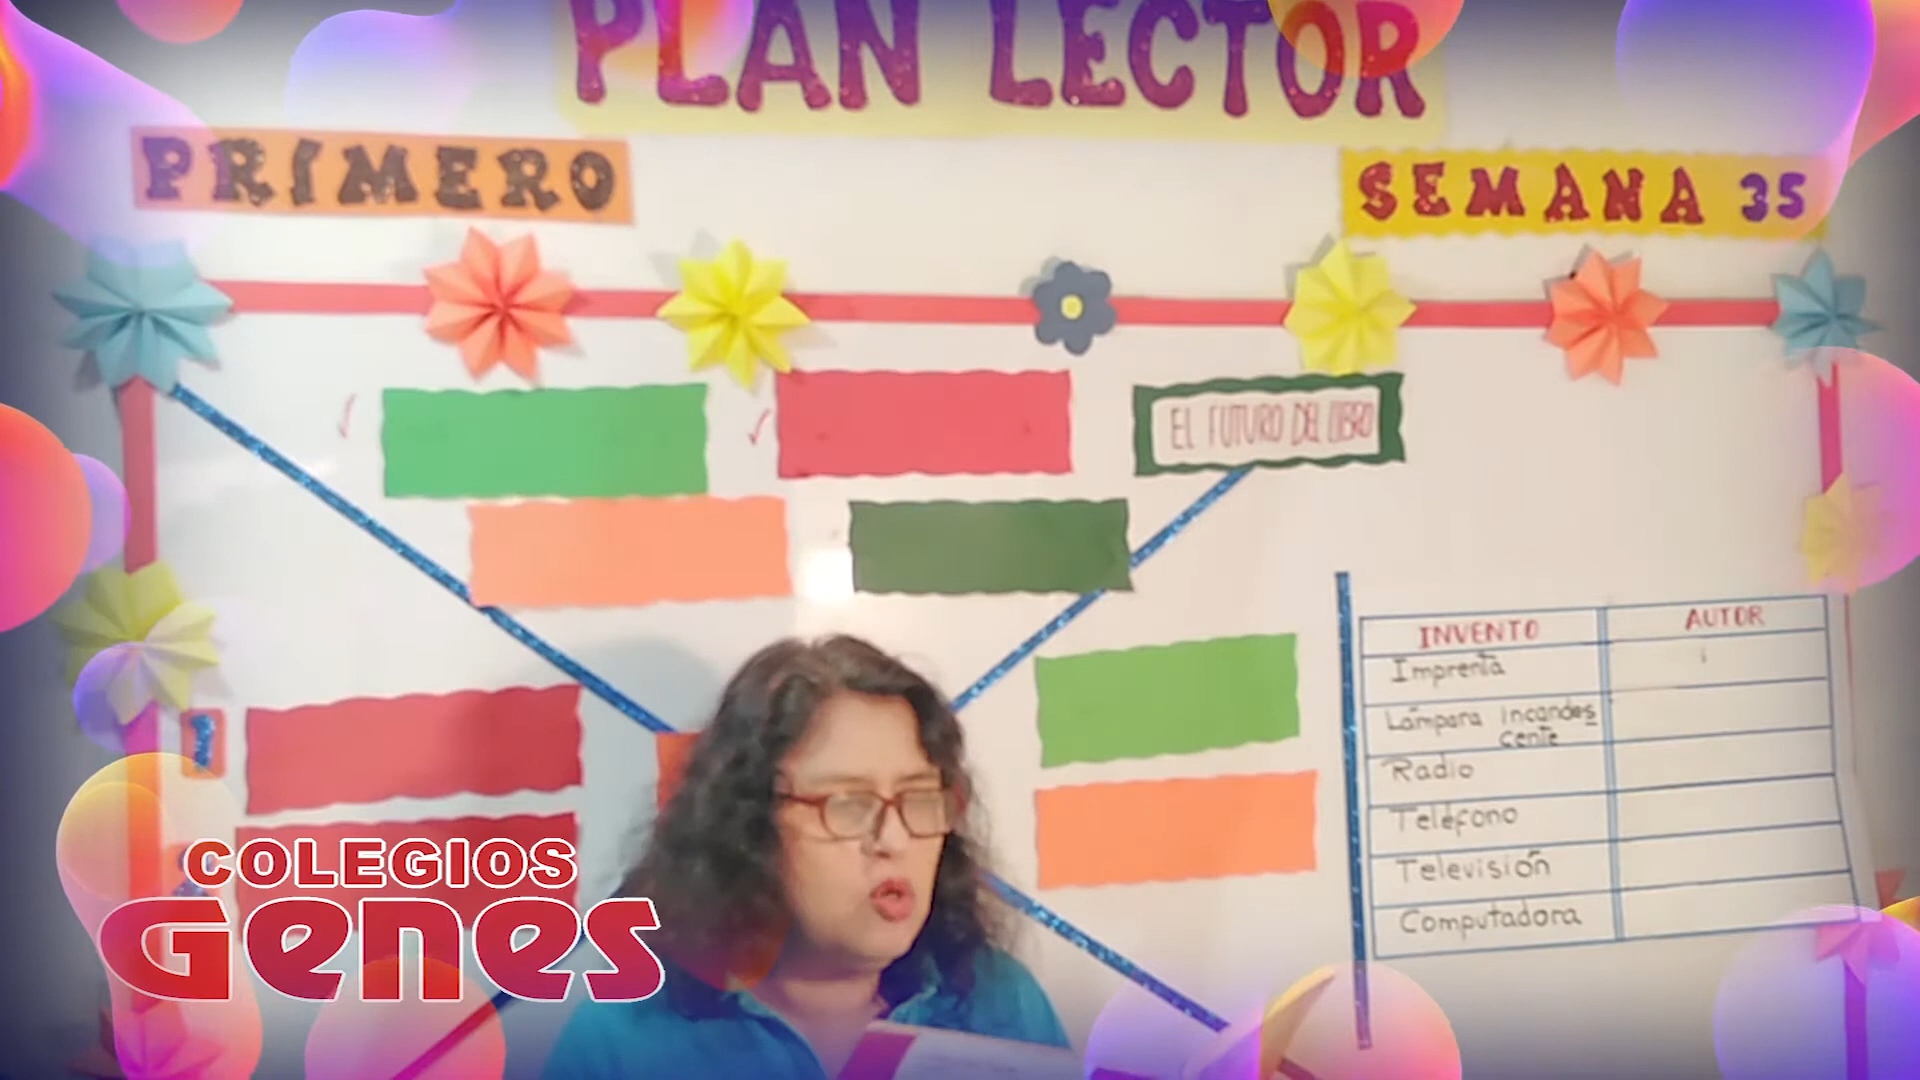 PLAN LECTOR
PRIMERO
SEMANA 35
EL FUTURO DEL LIBRO
INVENTO AUTOR
Imprenta
Lámpara incandes
cente
Radio
Teléfono
Televisión
Computadora
1
COLEGIOS
Genes